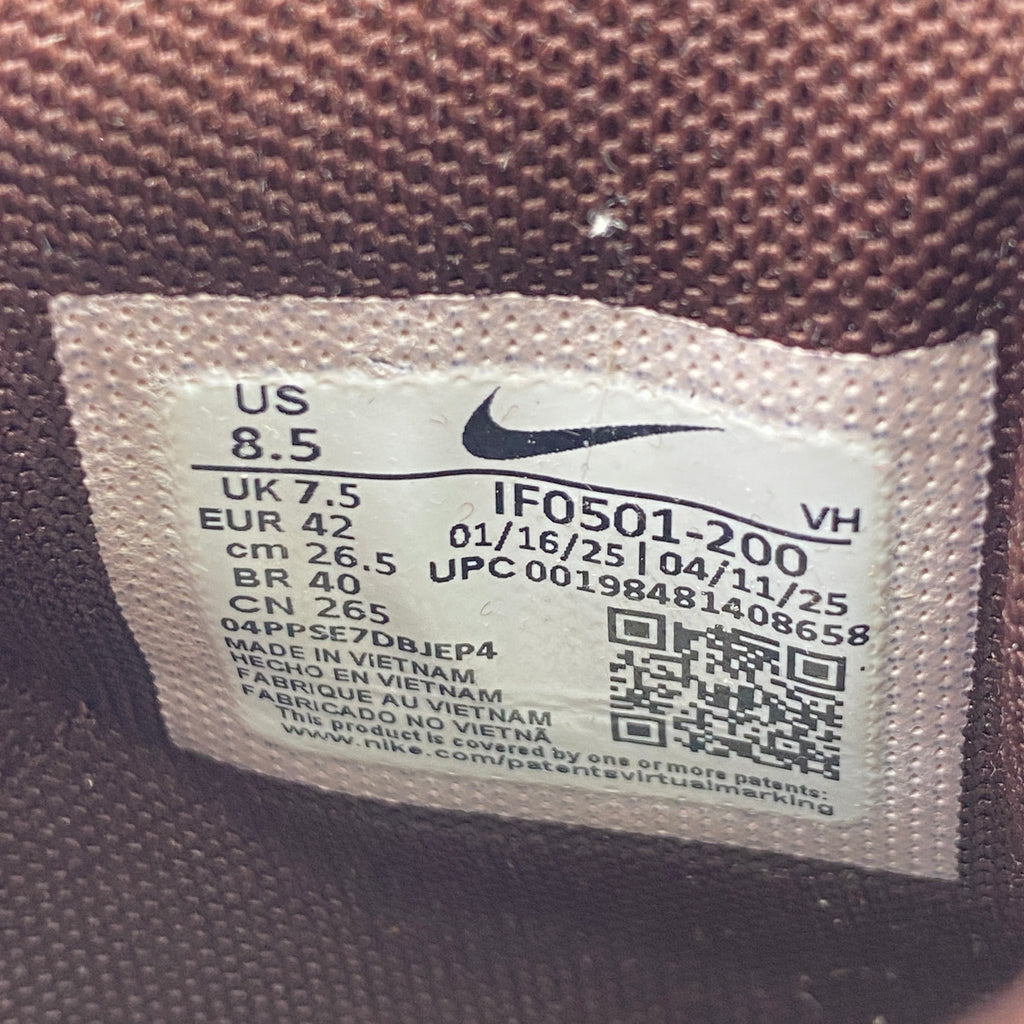 US
8.5
UK 7.5
EUR 42
cm 26.5
BR 40
CN 265
04PPSE7DBJEP4
MADE IN VIETNAM
HECHO EN VIETNAM
FABRIQUE AU VIETNAM
FABRICADO NO VIETNÃ
This product is covered by one or more patents:
www.nike.com/patentsvirtualmarking
VH
IF0501-200
01/16/25 | 04/11/25
UPC 00198481408658